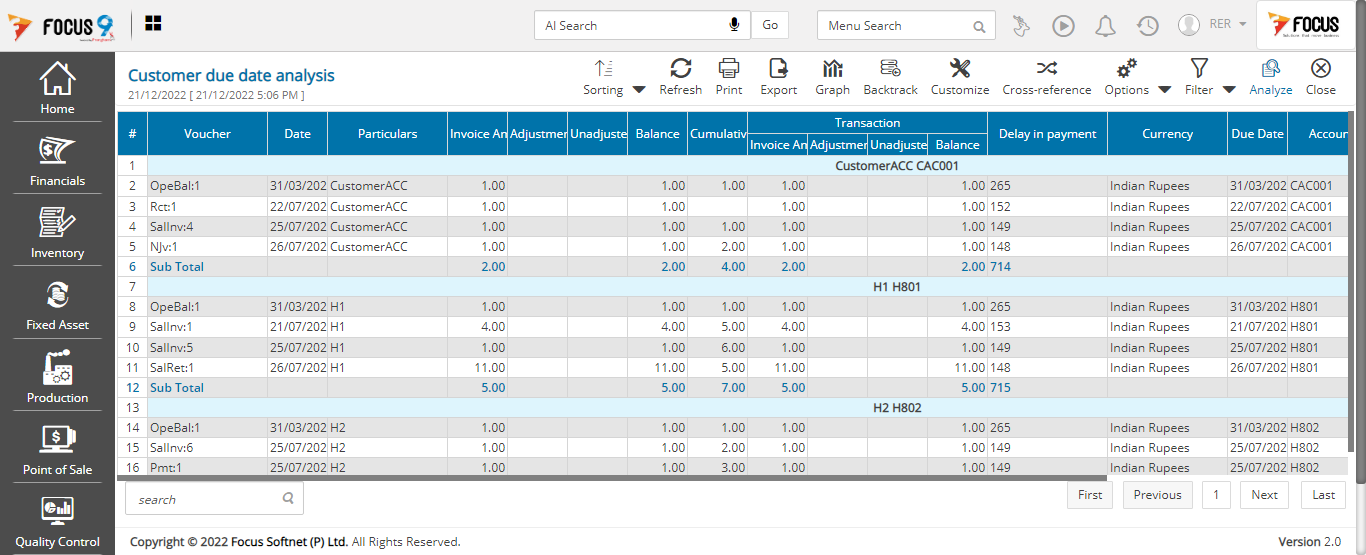 FOCUS 9
AI Search
Go
Menu Search
RER
FOCUS
Home
Financials
Inventory
Fixed Asset
Production
Point of Sale
Quality Control
Customer due date analysis
21/12/2022 [ 21/12/2022 5:06 PM ]
Sorting Refresh Print Export Graph Backtrack Customize Cross-reference Options Filter Analyze Close
# Voucher Date Particulars Invoice An Adjustmen Unadjuste Balance Cumulativ Transaction Delay in payment Currency Due Date Accoun
Invoice An Adjustmen Unadjuste Balance
1 CustomerACC CAC001
2 OpeBal:1 31/03/202 CustomerACC 1.00 1.00 1.00 1.00 1.00 265 Indian Rupees 31/03/202 CAC001
3 Rct:1 22/07/202 CustomerACC 1.00 1.00 1.00 1.00 152 Indian Rupees 22/07/202 CAC001
4 SalInv:4 25/07/202 CustomerACC 1.00 1.00 1.00 1.00 1.00 149 Indian Rupees 25/07/202 CAC001
5 NJv:1 26/07/202 CustomerACC 1.00 1.00 2.00 1.00 1.00 148 Indian Rupees 26/07/202 CAC001
6 Sub Total 2.00 2.00 4.00 2.00 2.00 714
7 H1 H801
8 OpeBal:1 31/03/202 H1 1.00 1.00 1.00 1.00 1.00 265 Indian Rupees 31/03/202 H801
9 SalInv:1 21/07/202 H1 4.00 4.00 5.00 4.00 4.00 153 Indian Rupees 21/07/202 H801
10 SalInv:5 25/07/202 H1 1.00 1.00 6.00 1.00 1.00 149 Indian Rupees 25/07/202 H801
11 SalRet:1 26/07/202 H1 11.00 11.00 5.00 11.00 11.00 148 Indian Rupees 26/07/202 H801
12 Sub Total 5.00 5.00 7.00 5.00 5.00 715
13 H2 H802
14 OpeBal:1 31/03/202 H2 1.00 1.00 1.00 1.00 1.00 265 Indian Rupees 31/03/202 H802
15 SalInv:6 25/07/202 H2 1.00 1.00 2.00 1.00 1.00 149 Indian Rupees 25/07/202 H802
16 Pmt:1 25/07/202 H2 1.00 1.00 3.00 1.00 1.00 149 Indian Rupees 25/07/202 H802
search
First Previous 1 Next Last
Copyright © 2022 Focus Softnet (P) Ltd. All Rights Reserved.
Version 2.0